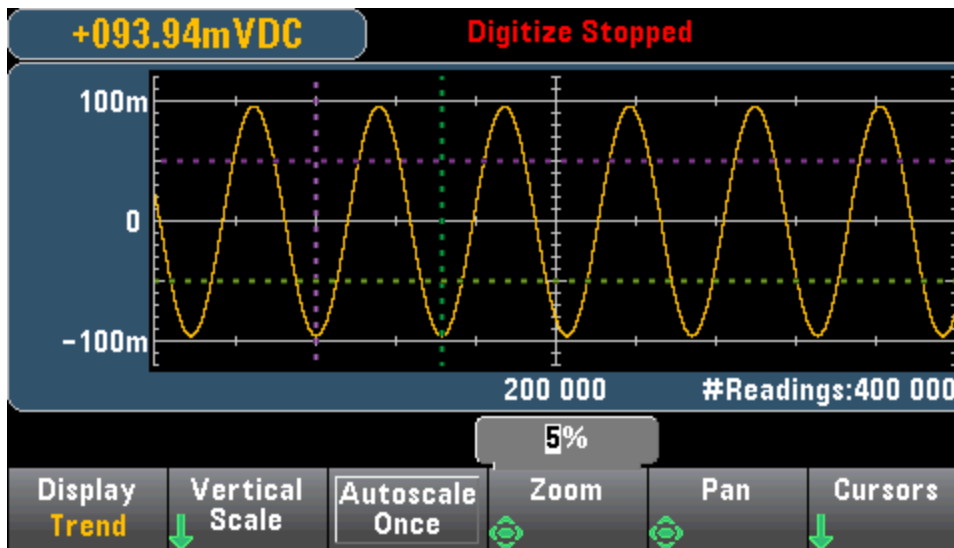 +093.94mVDC
Digitize Stopped
100m
0
-100m
200 000
#Readings:400 000
5%
Display
Trend
Vertical
Scale
Autoscale
Once
Zoom
Pan
Cursors